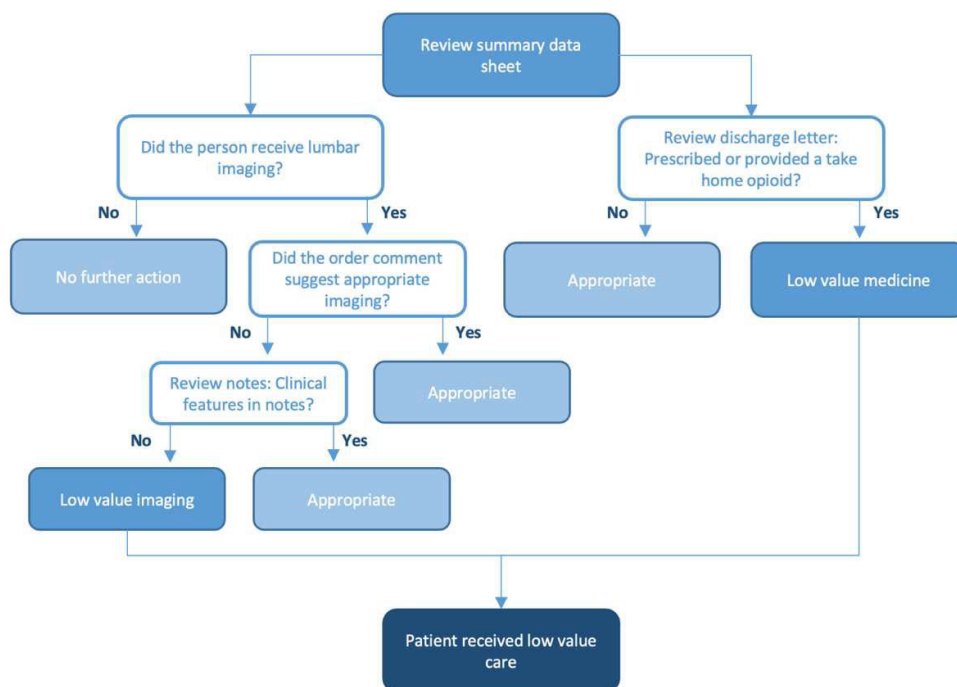 Review summary data
sheet
Did the person receive lumbar
imaging?
Review discharge letter:
Prescribed or provided a take
home opioid?
No
Yes
No
Yes
No further action
Did the order comment
suggest appropriate
imaging?
Appropriate
Low value medicine
No
Yes
Review notes: Clinical
features in notes?
Appropriate
No
Yes
Low value imaging
Appropriate
Patient received low value
care